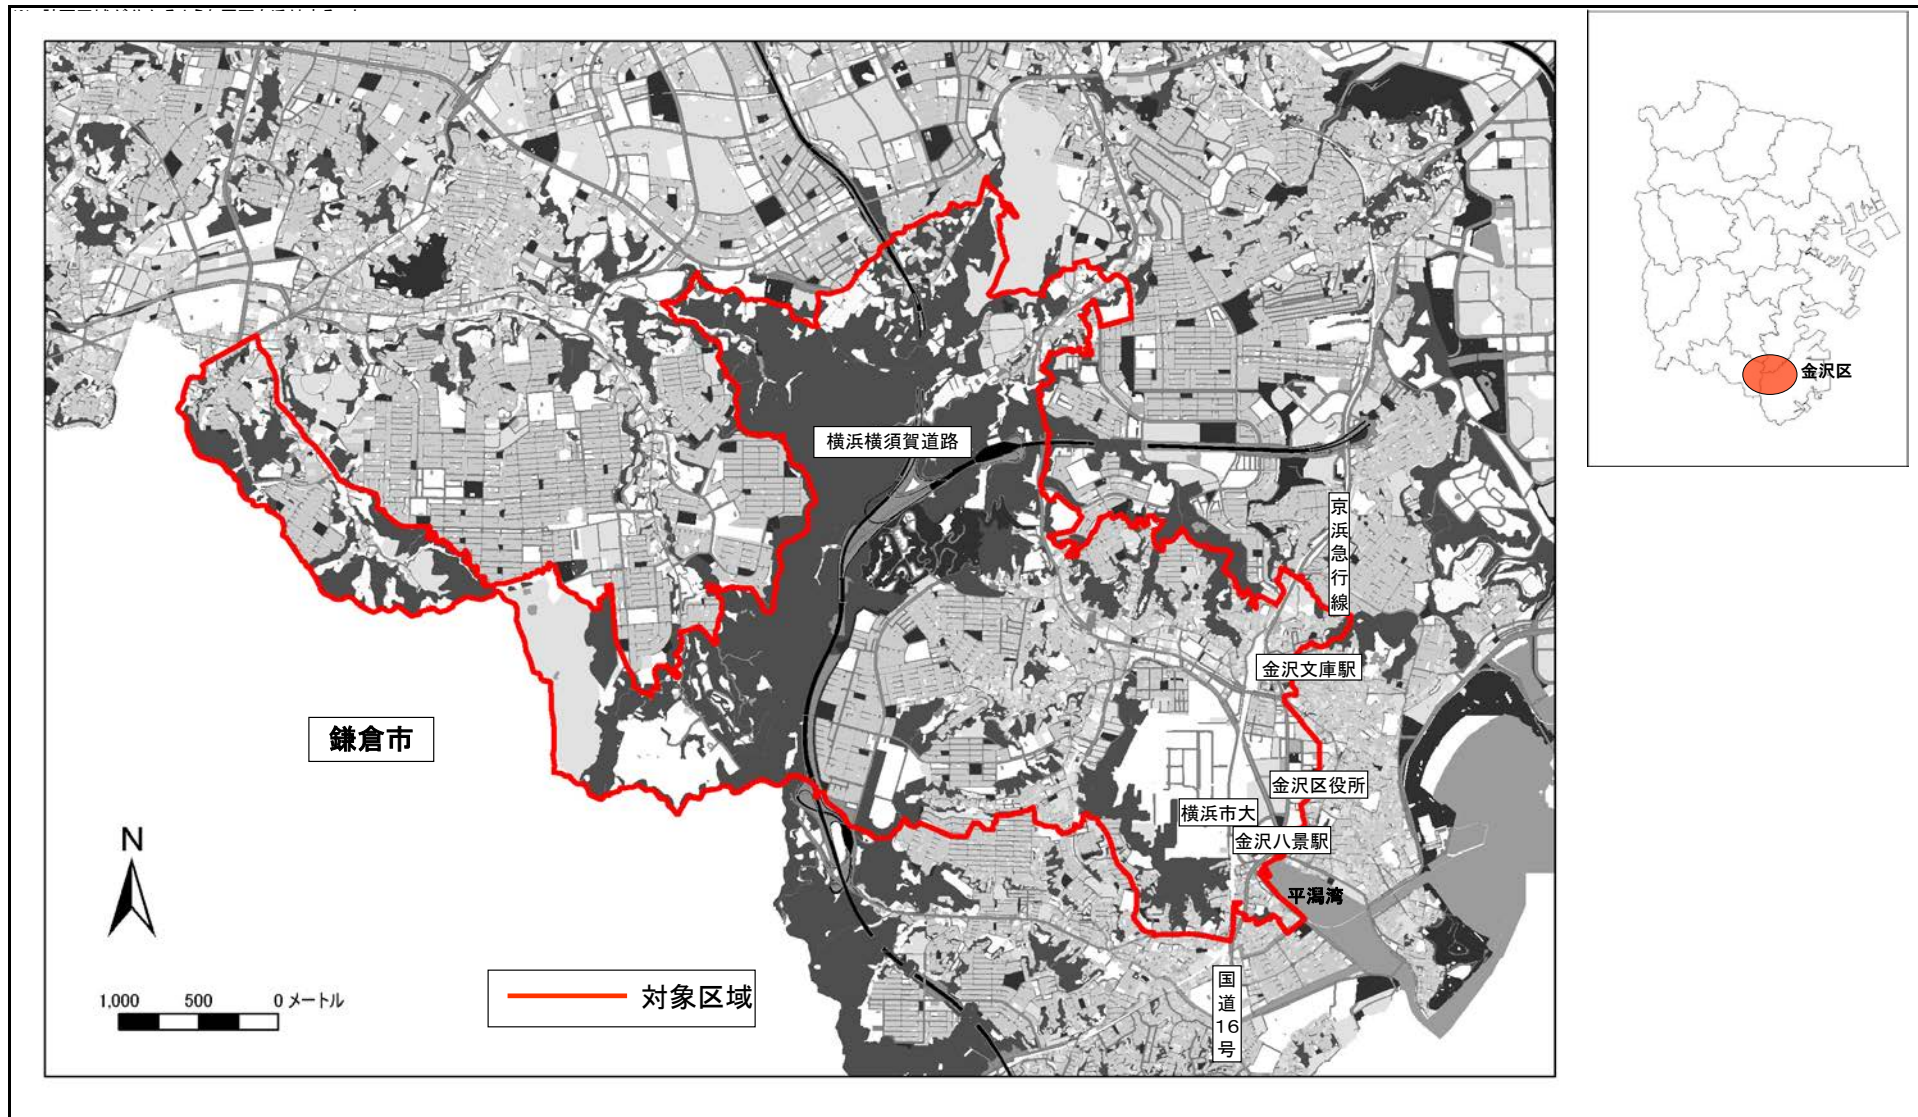 金沢区
横浜横須賀道路
京浜急行線
金沢文庫駅
鎌倉市
金沢区役所
横浜市大
金沢八景駅
平潟湾
N
国道16号
対象区域
1,000 500 0 メートル